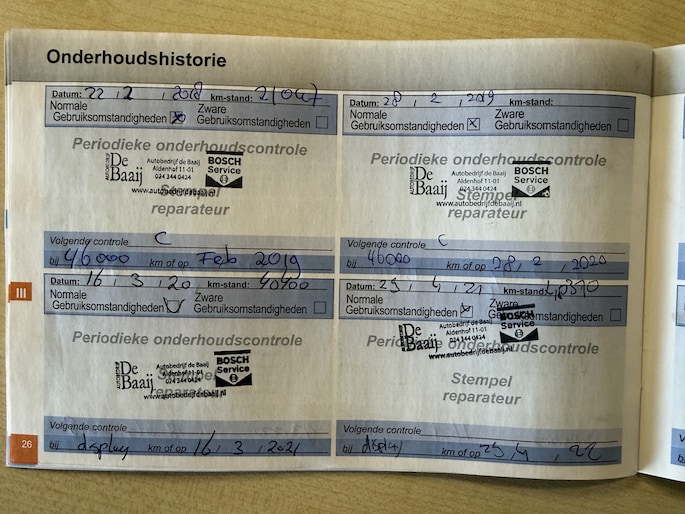 Onderhoudshistorie
Datum: 22 , 2 , 2018 km-stand: 21047
Normale Zware
Gebruiksomstandigheden Gebruiksomstandigheden
Periodieke onderhoudscontrole
AUTOBEDRIJF De Baaij Autobedrijf de Baaij BOSCH
Aldenhof 11-01 Service
024 344 0424
www.autobedrijfdebaaij.nl
Stempel
reparateur
Volgende controle C
bij 46000 km of op Feb 2019
Datum: 28 , 2 , 2019 km-stand:
Normale Zware
Gebruiksomstandigheden Gebruiksomstandigheden
Periodieke onderhoudscontrole
AUTOBEDRIJF De Baaij Autobedrijf de Baaij BOSCH
Aldenhof 11-01 Service
024 344 0424
www.autobedrijfdebaaij.nl
Stempel
reparateur
Volgende controle C
bij 46000 km of op 28 , 2 , 2020
III
Datum: 16 , 3 , 20 km-stand: 40400
Normale Zware
Gebruiksomstandigheden Gebruiksomstandigheden
Periodieke onderhoudscontrole
AUTOBEDRIJF De Baaij Autobedrijf de Baaij BOSCH
Aldenhof 11-01 Service
024 344 0424
www.autobedrijfdebaaij.nl
Stempel
reparateur
Volgende controle
bij display km of op 16 , 3 , 2021
Datum: 29 , 4 , 21 km-stand:
Normale Zware
Gebruiksomstandigheden Gebruiksomstandigheden
De Baaij Autobedrijf de Baaij BOSCH
Aldenhof 11-01 Service
024 344 0424
www.autobedrijfdebaaij.nl
Periodieke onderhoudscontrole
Stempel
reparateur
Volgende controle
bij display km of op 29 , 4 , 22
26